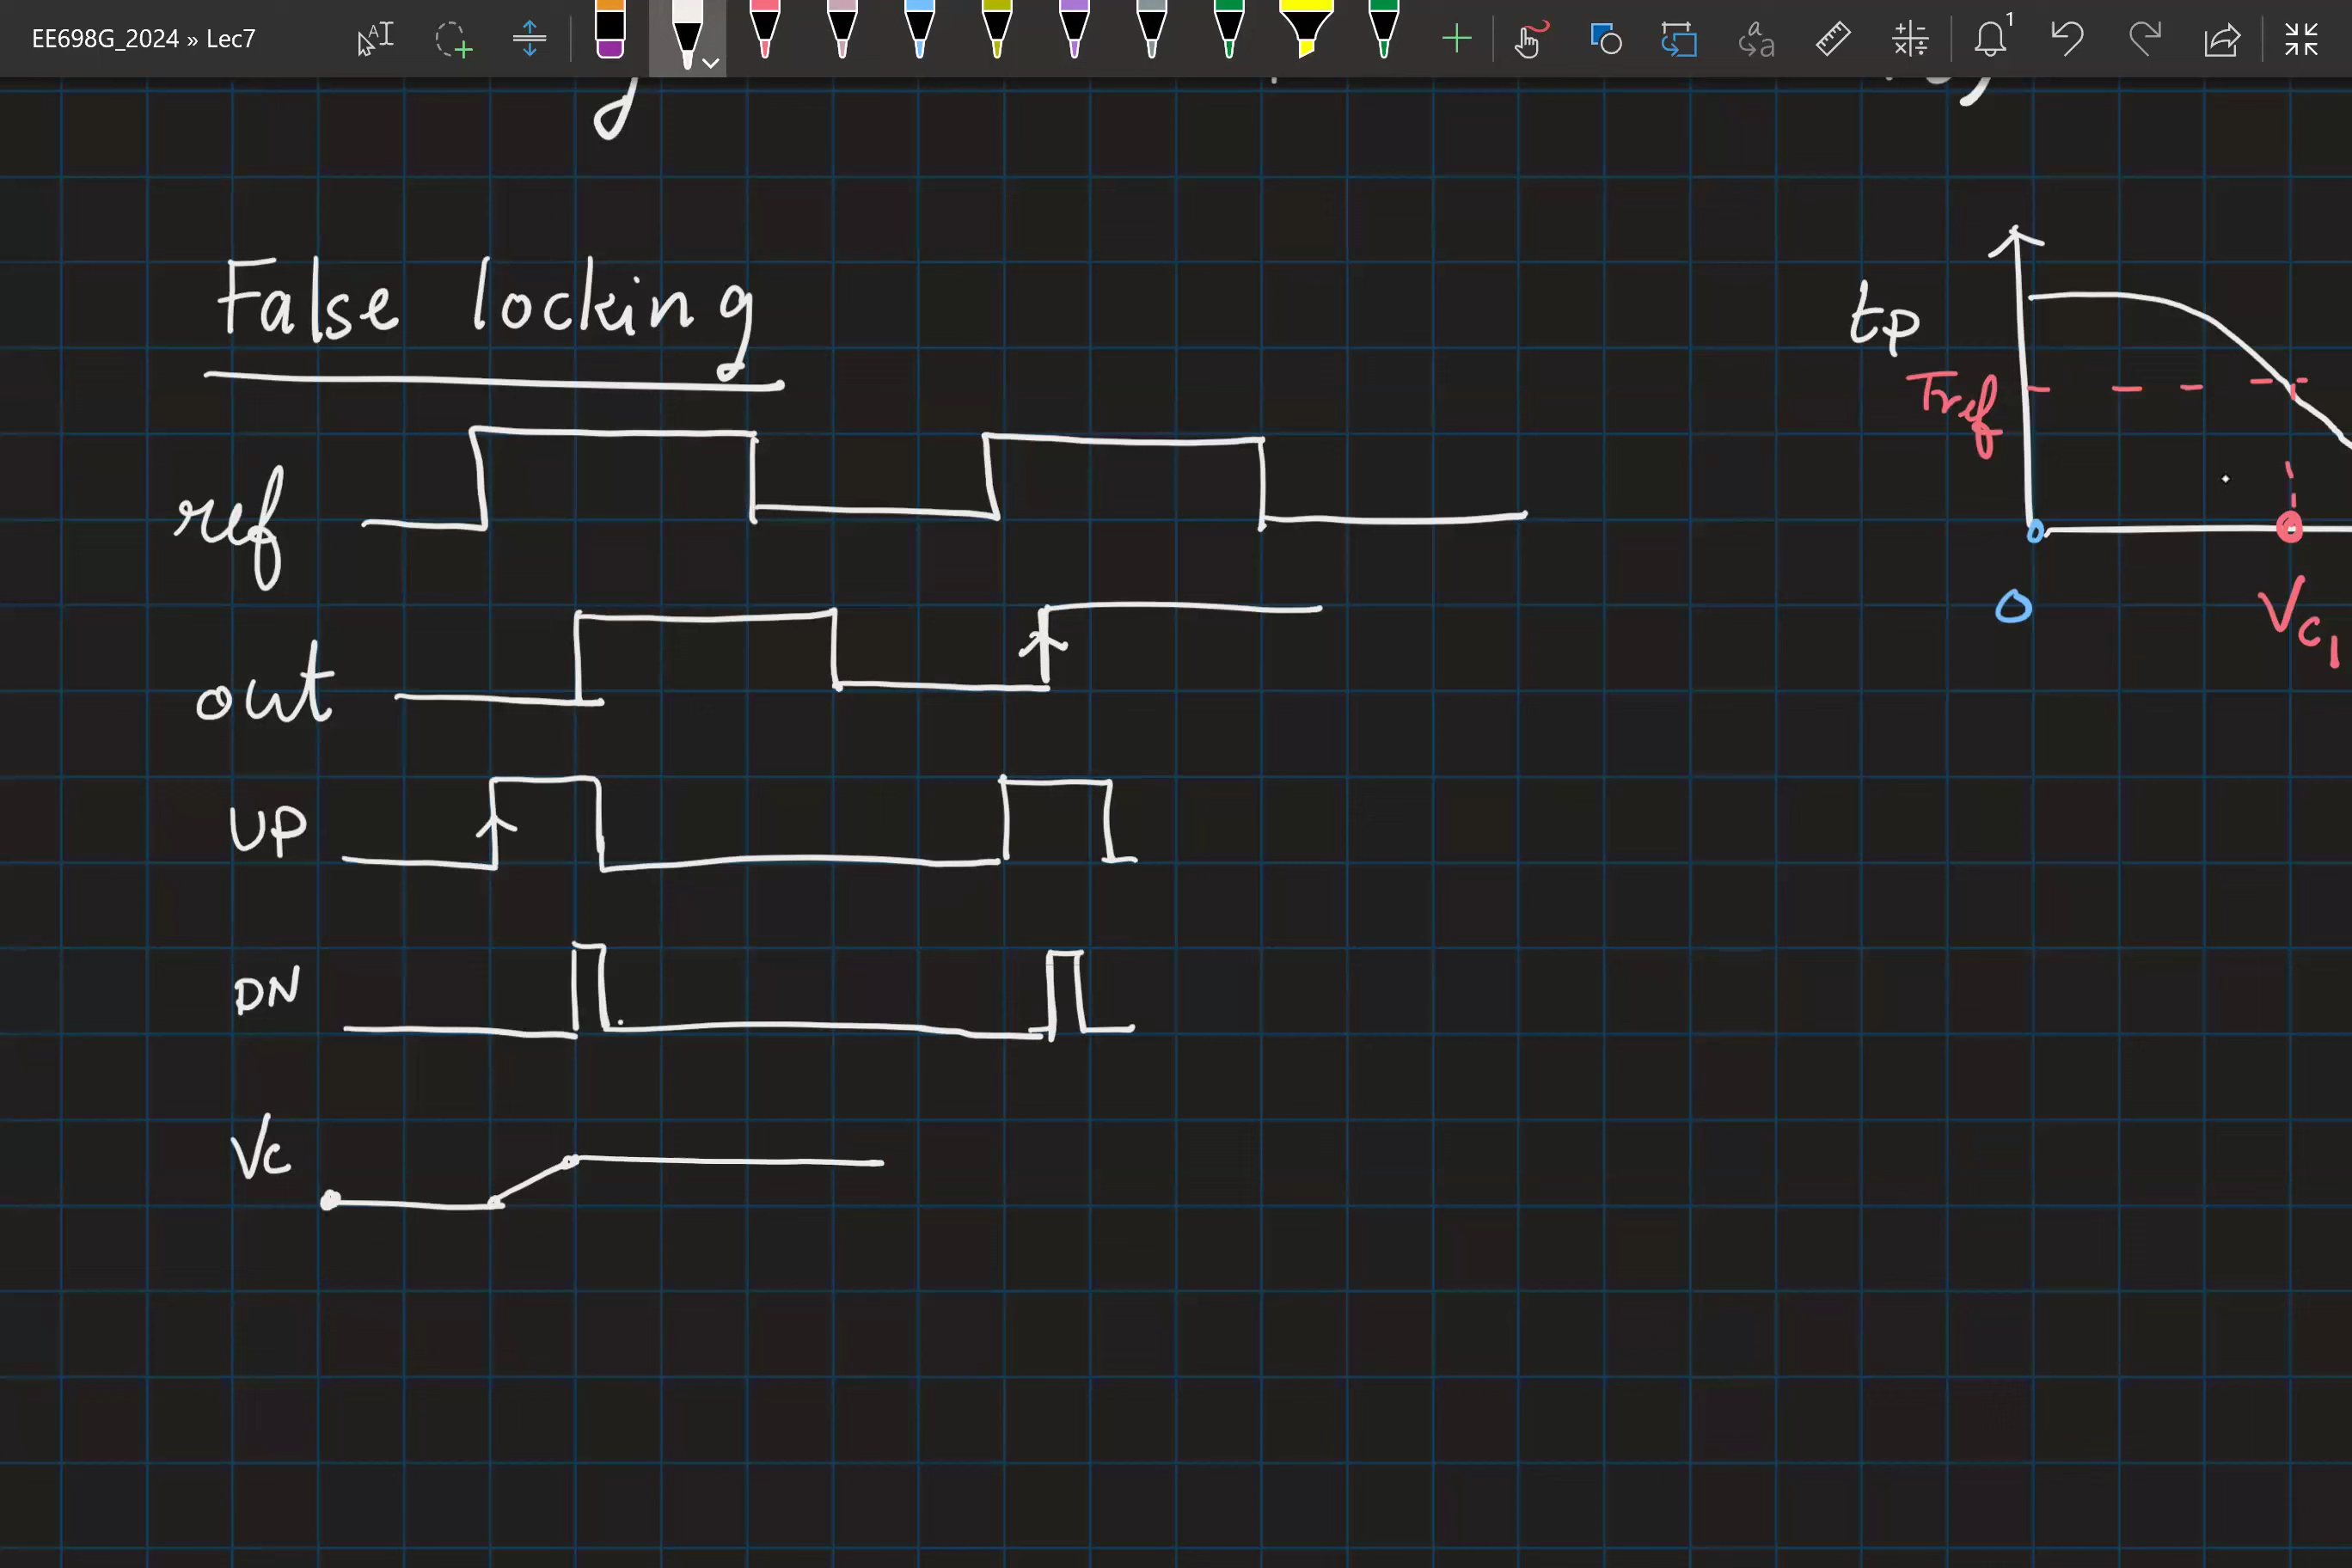 EE698G_2024 » Lec7
False locking
ref
out
UP
DN
Vc
tp
Tref
0
Vc1